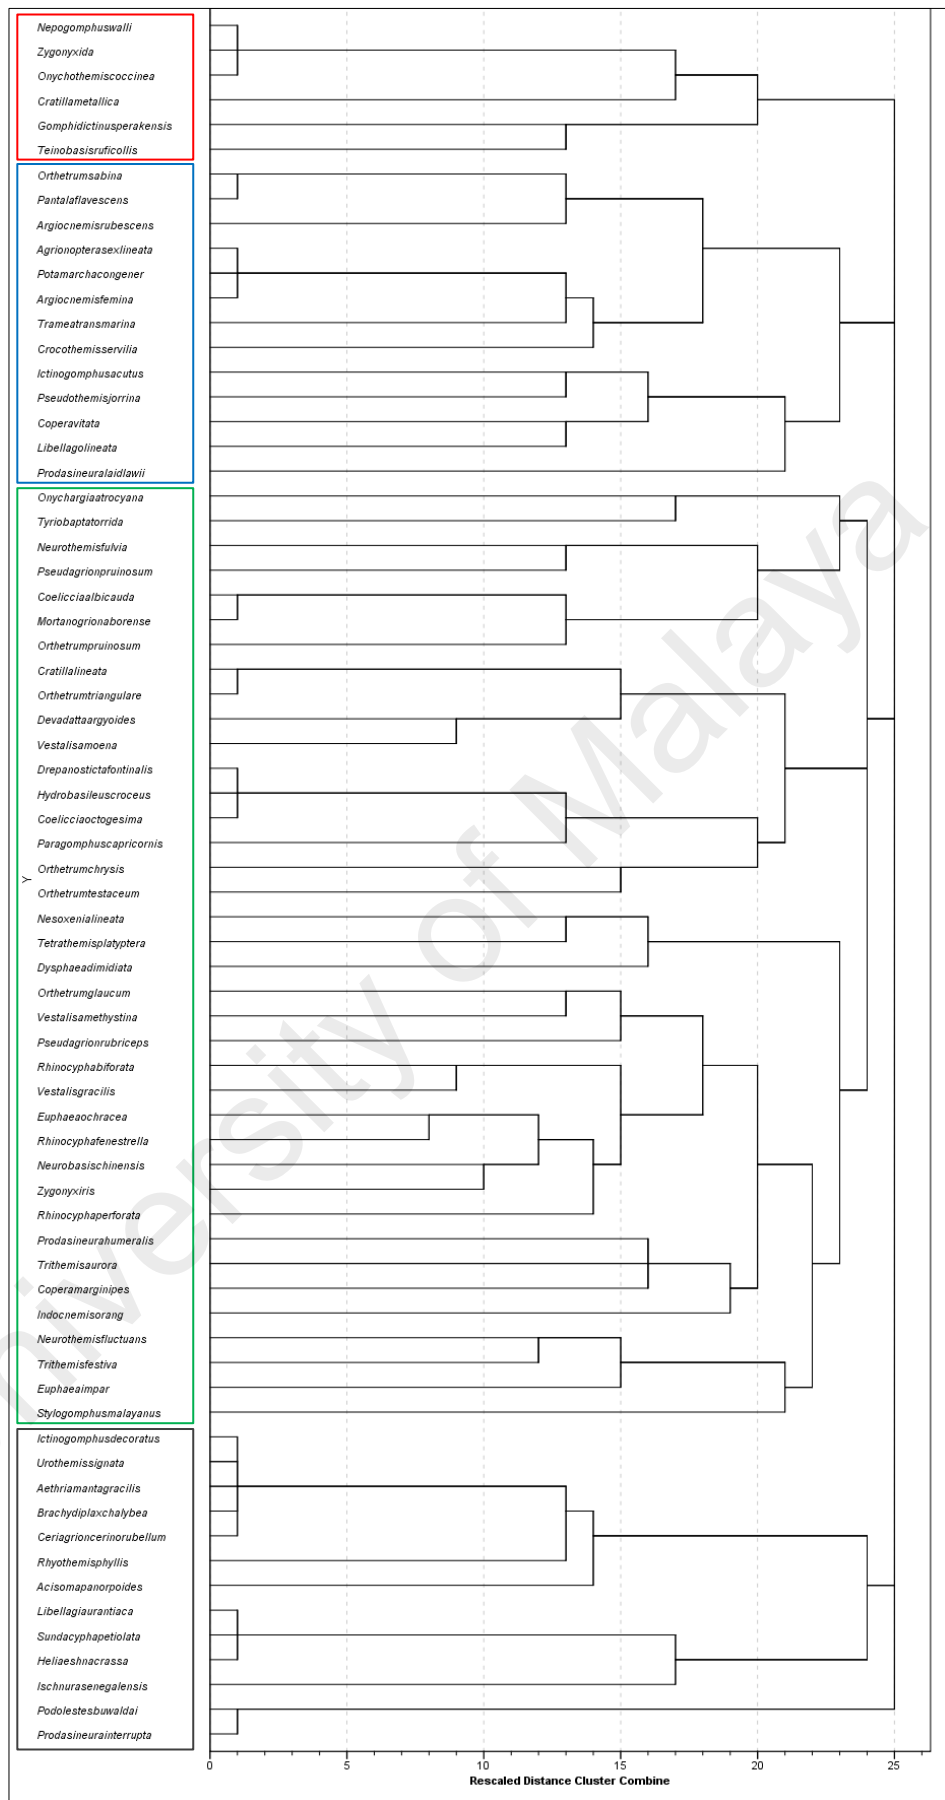 Nepogomphuswalli
Zygonyxida
Onychothemiscoccinea
Cratillametallica
Gomphidictinusperakensis
Teinobasisruficollis
Orthetrumsabina
Pantalaflavescens
Argiocnemisrubescens
Agrionopterasexlineata
Potamarchacongener
Argiocnemisfemina
Trameatransmarina
Crocothemisservilia
Ictinogomphusacutus
Pseudothemisjorrina
Coperavitata
Libellagolineata
Prodasineuralaidlawii
Onychargiaatrocyana
Tyriobaptatorrida
Neurothemisfulvia
Pseudagrionpruinosum
Coelicciaalbicauda
Mortanogrionaborense
Orthetrumpruinosum
Cratillalineata
Orthetrumtriangulare
Devadattaargyoides
Vestalisamoena
Drepanostictafontinalis
Hydrobasileuscroceus
Coelicciaoctogesima
Paragomphuscapricornis
Orthetrumchrysis
Y
Orthetrumtestaceum
Nesoxenialineata
Tetrathemisplatyptera
Dysphaeadimidiata
Orthetrumglaucum
Vestalisamethystina
Pseudagrionrubriceps
Rhinocyphabiforata
Vestalisgracilis
Euphaeaochracea
Rhinocyphafenestrella
Neurobasischinensis
Zygonyxiris
Rhinocyphaperforata
Prodasineurahumeralis
Trithemisaurora
Coperamarginipes
Indocnemisorang
Neurothemisfluctuans
Trithemisfestiva
Euphaeaimpar
Stylogomphusmalayanus
Ictinogomphusdecoratus
Urothemissignata
Aethriamantagracilis
Brachydiplaxchalybea
Ceriagrioncerinorubellum
Rhyothemisphyllis
Acisomapanorpoides
Libellagiaurantiaca
Sundacyphapetiolata
Heliaeshnacrassa
Ischnurasenegalensis
Podolestesbuwaldai
Prodasineurainterrupta
0 5 10 15 20 25
Rescaled Distance Cluster Combine
University of Malaya